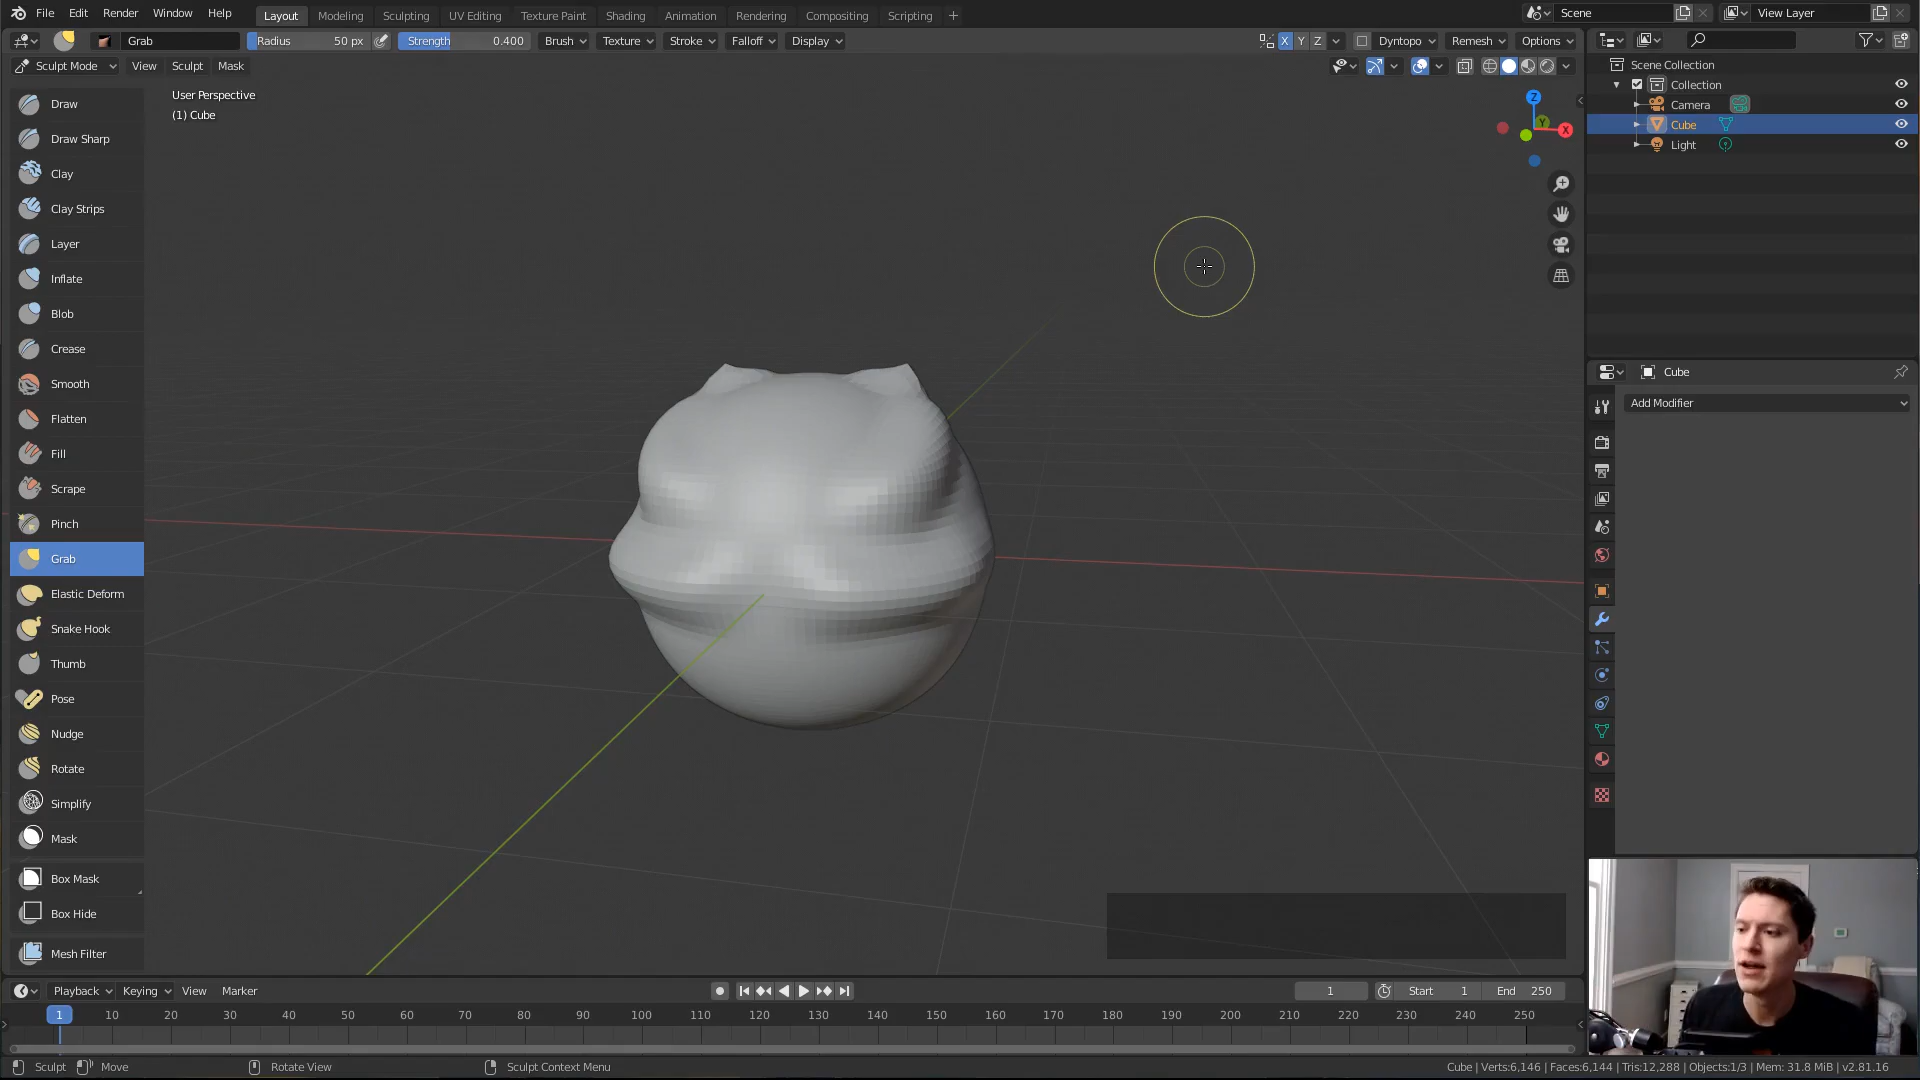 File Edit Render Window Help Layout Modeling Sculpting UV Editing Texture Paint Shading Animation Rendering Compositing Scripting + Scene View Layer
Grab Radius 50 px Strength 0.400 Brush Texture Stroke Falloff Display X Y Z Dyntopo Remesh Options
Sculpt Mode View Sculpt Mask
User Perspective
(1) Cube
Draw
Draw Sharp
Clay
Clay Strips
Layer
Inflate
Blob
Crease
Smooth
Flatten
Fill
Scrape
Pinch
Grab
Elastic Deform
Snake Hook
Thumb
Pose
Nudge
Rotate
Simplify
Mask
Box Mask
Box Hide
Mesh Filter
Z
Y
X
Scene Collection
Collection
Camera
Cube
Light
Cube
Add Modifier
Playback Keying View Marker 1 Start 1 End 250
1 10 20 30 40 50 60 70 80 90 100 110 120 130 140 150 160 170 180 190 200 210 220 230 240 250
Sculpt Move Rotate View Sculpt Context Menu Cube | Verts:6,146 | Faces:6,144 | Tris:12,288 | Objects:1/3 | Mem: 31.8 MiB | v2.81.16